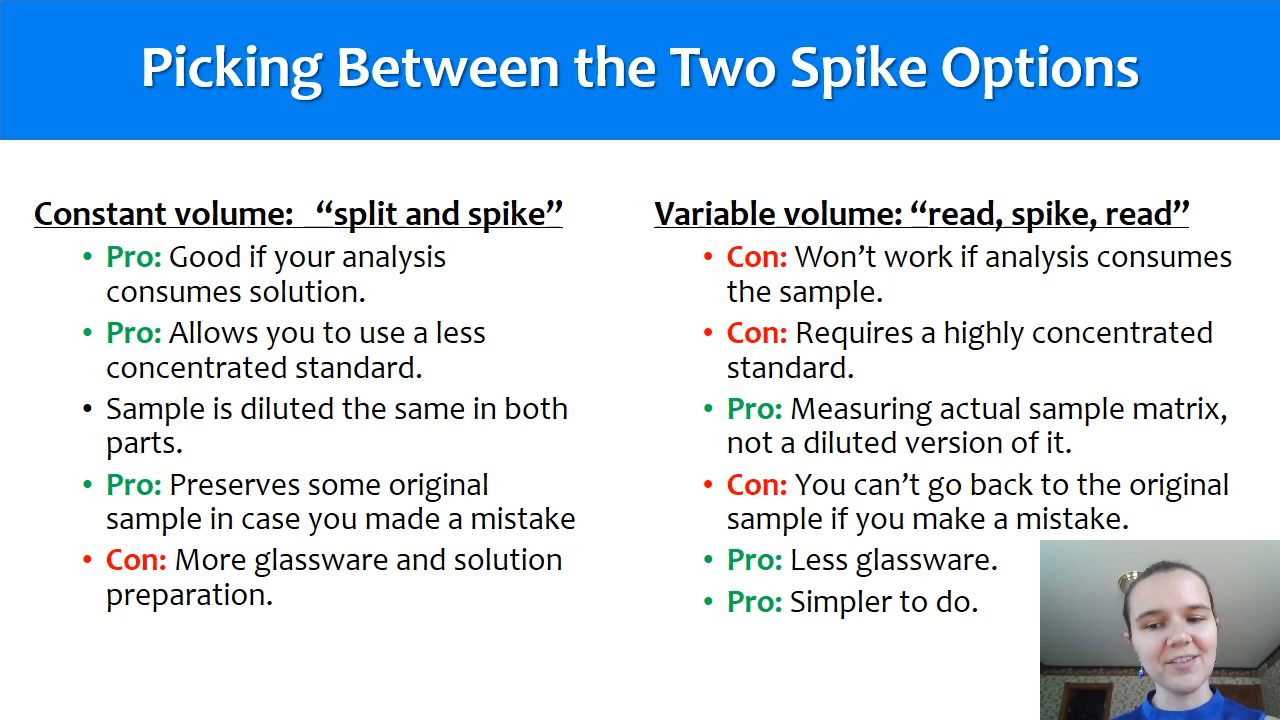 Picking Between the Two Spike Options
Constant volume: “split and spike”
• Pro: Good if your analysis
consumes solution.
• Pro: Allows you to use a less
concentrated standard.
• Sample is diluted the same in both
parts.
• Pro: Preserves some original
sample in case you made a mistake
• Con: More glassware and solution
preparation.
Variable volume: “read, spike, read”
• Con: Won’t work if analysis consumes
the sample.
• Con: Requires a highly concentrated
standard.
• Pro: Measuring actual sample matrix,
not a diluted version of it.
• Con: You can’t go back to the original
sample if you make a mistake.
• Pro: Less glassware.
• Pro: Simpler to do.